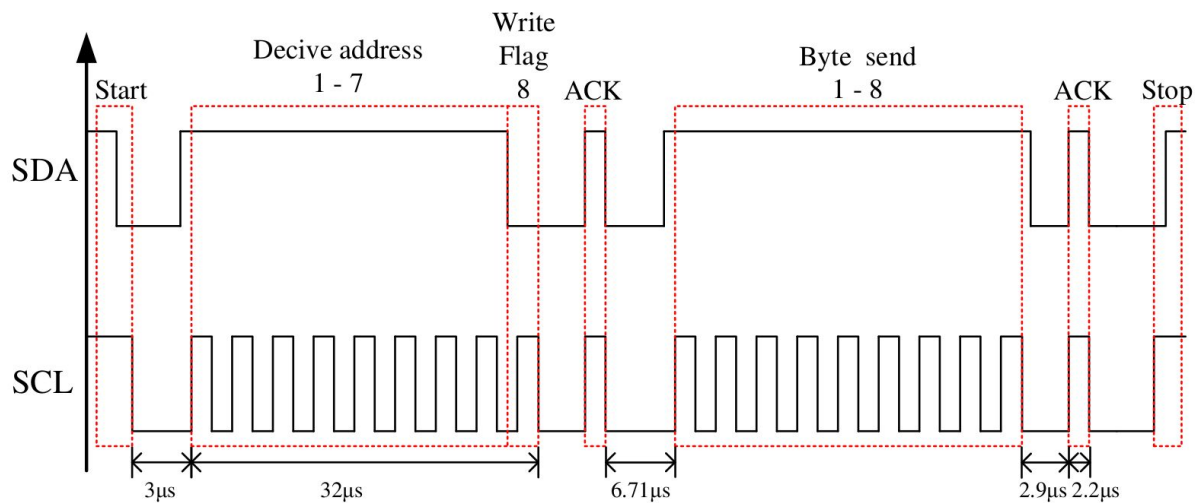 Write
Flag
8
Decive address
1 - 7
Byte send
1 - 8
Start
ACK
ACK
Stop
SDA
SCL
3μs
32μs
6.71μs
2.9μs
2.2μs